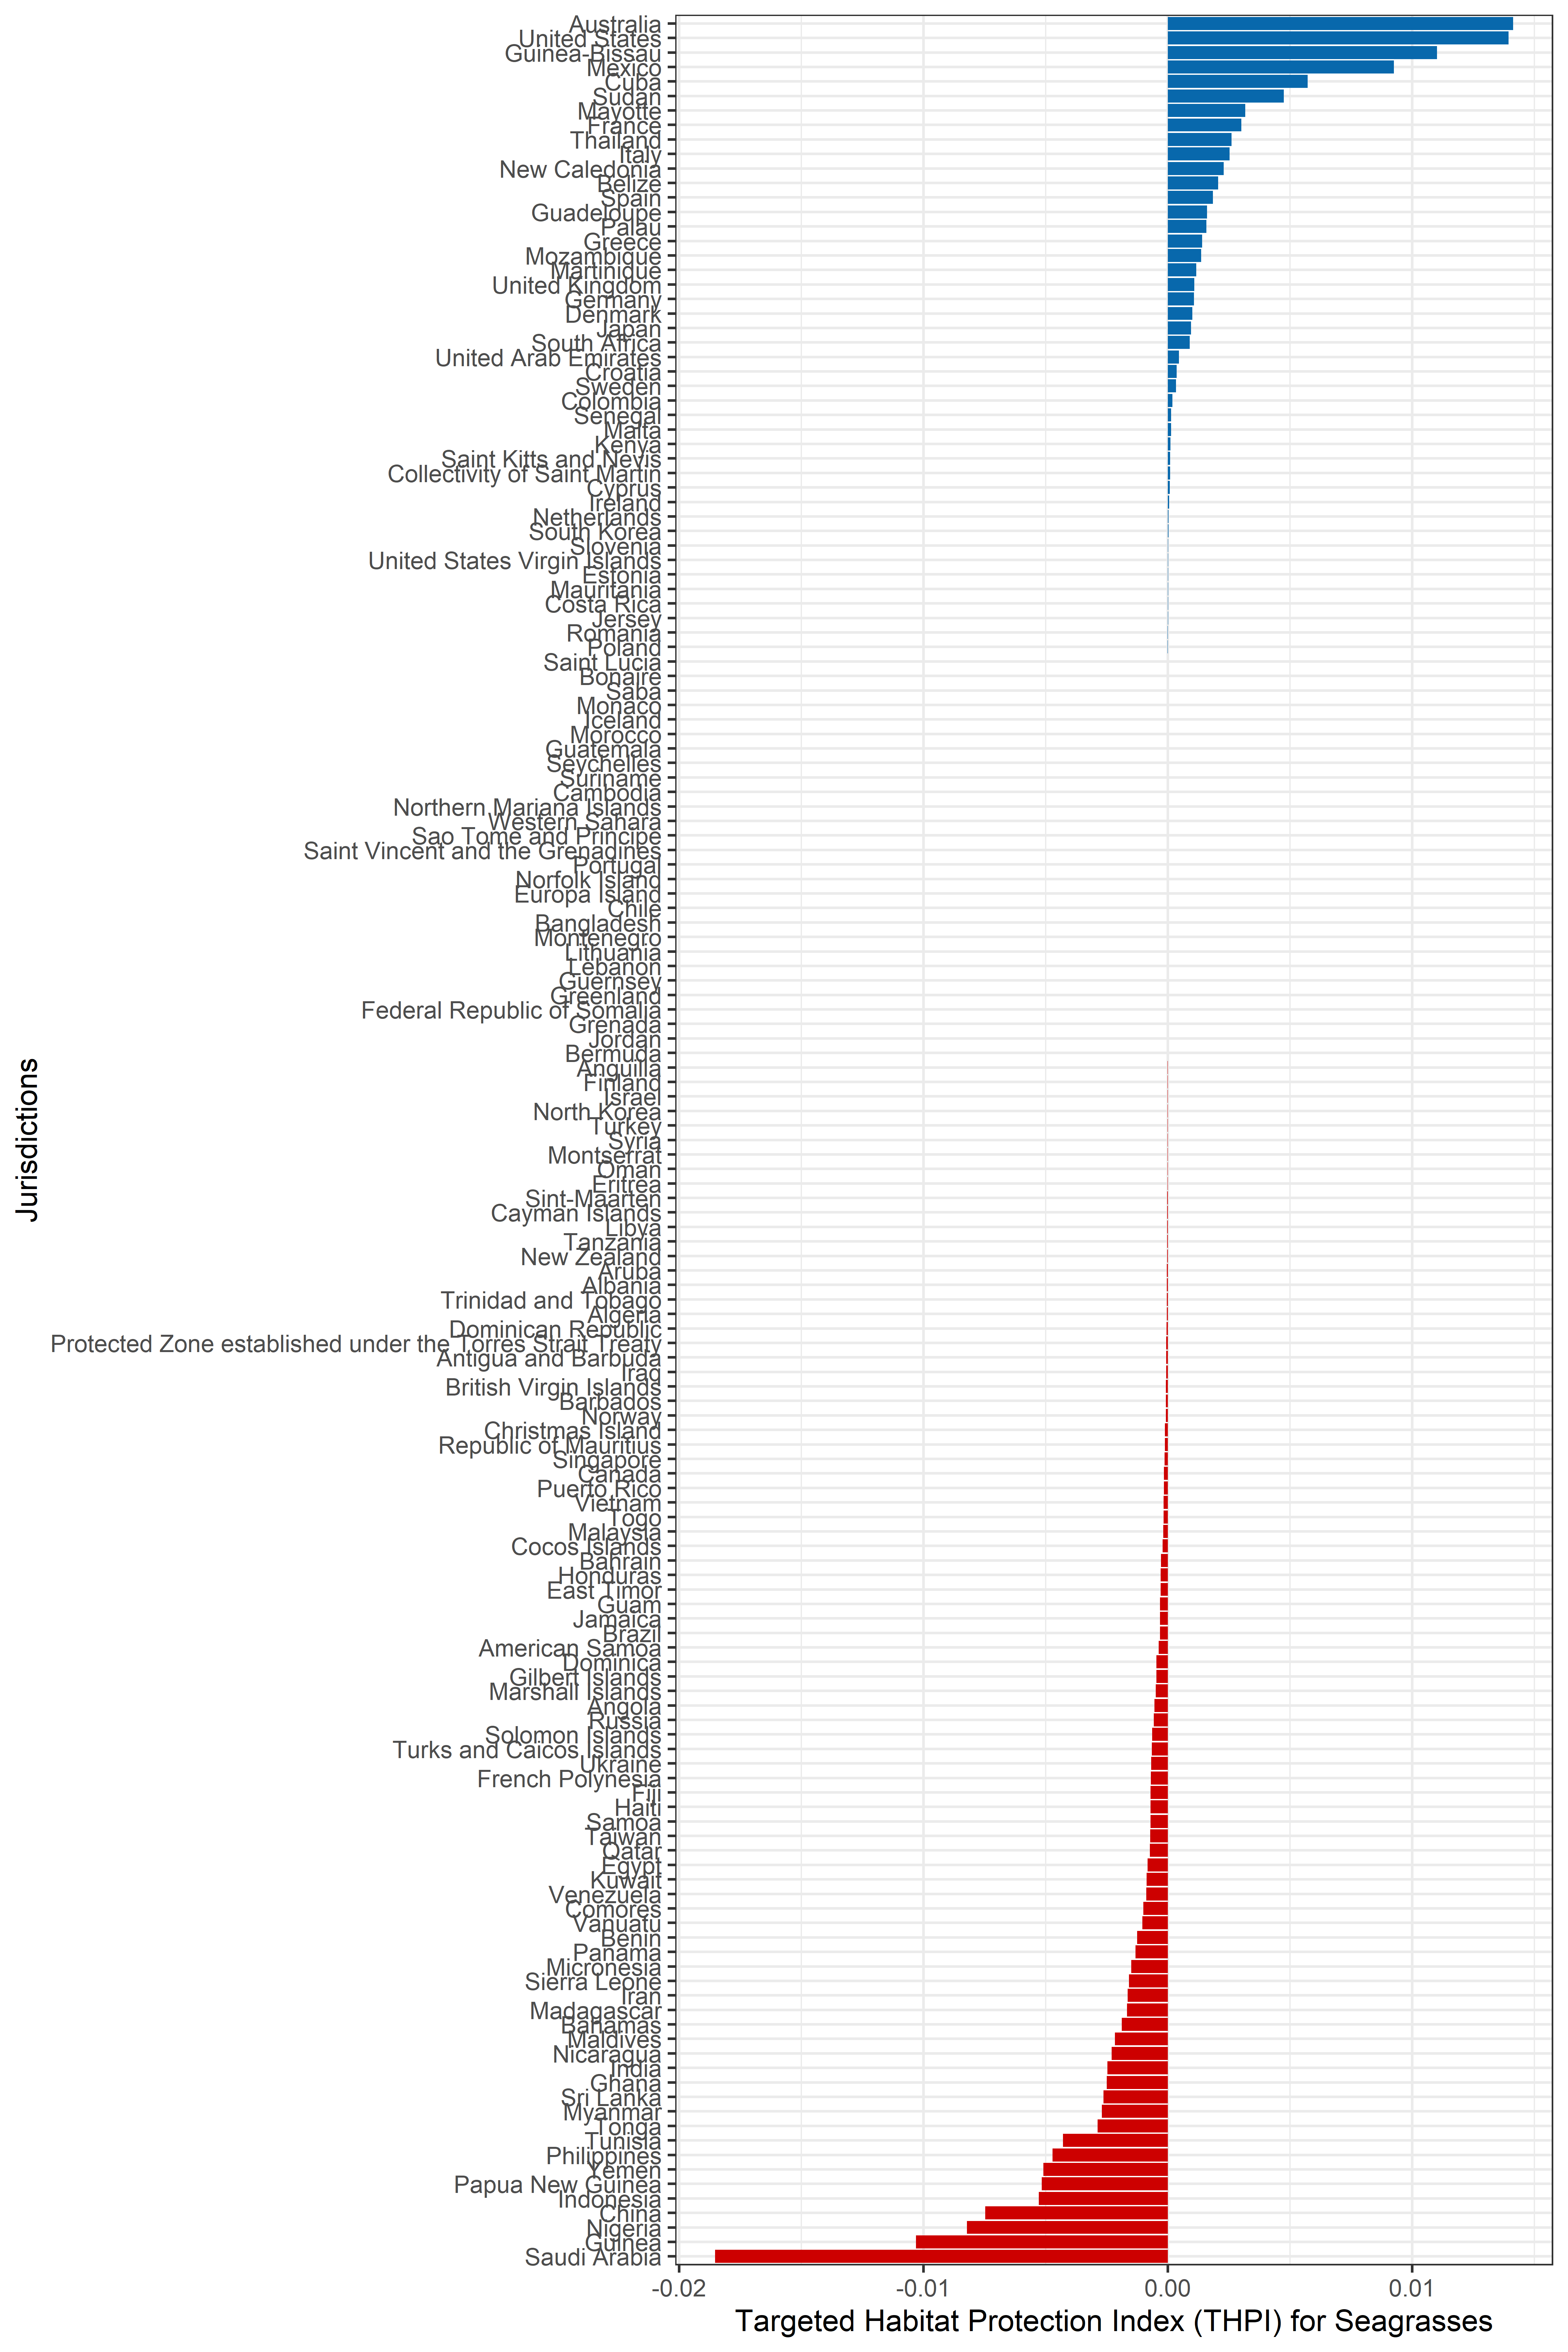 Australia
United States
Guinea-Bissau
Mexico
Cuba
Sudan
Mayotte
France
Thailand
Italy
New Caledonia
Belize
Spain
Guadeloupe
Palau
Greece
Mozambique
Martinique
United Kingdom
Germany
Denmark
Japan
South Africa
United Arab Emirates
Croatia
Sweden
Colombia
Senegal
Malta
Kenya
Saint Kitts and Nevis
Collectivity of Saint Martin
Cyprus
Ireland
Netherlands
South Korea
Slovenia
United States Virgin Islands
Estonia
Mauritania
Costa Rica
Jersey
Romania
Poland
Saint Lucia
Bonaire
Saba
Monaco
Iceland
Morocco
Guatemala
Seychelles
Suriname
Cambodia
Northern Mariana Islands
Western Sahara
Sao Tome and Principe
Saint Vincent and the Grenadines
Portugal
Norfolk Island
Europa Island
Chile
Bangladesh
Montenegro
Lithuania
Lebanon
Guernsey
Greenland
Federal Republic of Somalia
Grenada
Jordan
Bermuda
Anguilla
Finland
Israel
North Korea
Turkey
Syria
Montserrat
Oman
Eritrea
Sint-Maarten
Cayman Islands
Libya
Tanzania
New Zealand
Aruba
Albania
Trinidad and Tobago
Algeria
Dominican Republic
Protected Zone established under the Torres Strait Treaty
Antigua and Barbuda
Iraq
British Virgin Islands
Barbados
Norway
Christmas Island
Republic of Mauritius
Singapore
Canada
Puerto Rico
Vietnam
Togo
Malaysia
Cocos Islands
Bahrain
Honduras
East Timor
Guam
Jamaica
Brazil
American Samoa
Dominica
Gilbert Islands
Marshall Islands
Angola
Russia
Solomon Islands
Turks and Caicos Islands
Ukraine
French Polynesia
Fiji
Haiti
Samoa
Taiwan
Qatar
Egypt
Kuwait
Venezuela
Comores
Vanuatu
Benin
Panama
Micronesia
Sierra Leone
Iran
Madagascar
Bahamas
Maldives
Nicaragua
India
Ghana
Sri Lanka
Myanmar
Tonga
Tunisia
Philippines
Yemen
Papua New Guinea
Indonesia
China
Nigeria
Guinea
Saudi Arabia
Jurisdictions
-0.02 -0.01 0.00 0.01
Targeted Habitat Protection Index (THPI) for Seagrasses